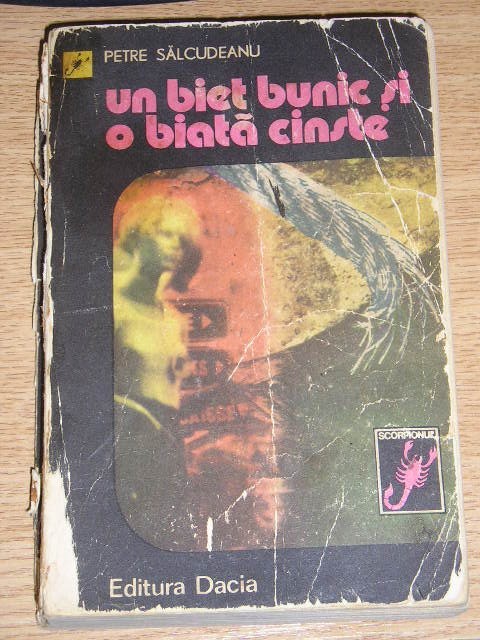 PETRE SĂLCUDEANU
un biet bunic și
o biată cinste
SCORPIONUL
Editura Dacia